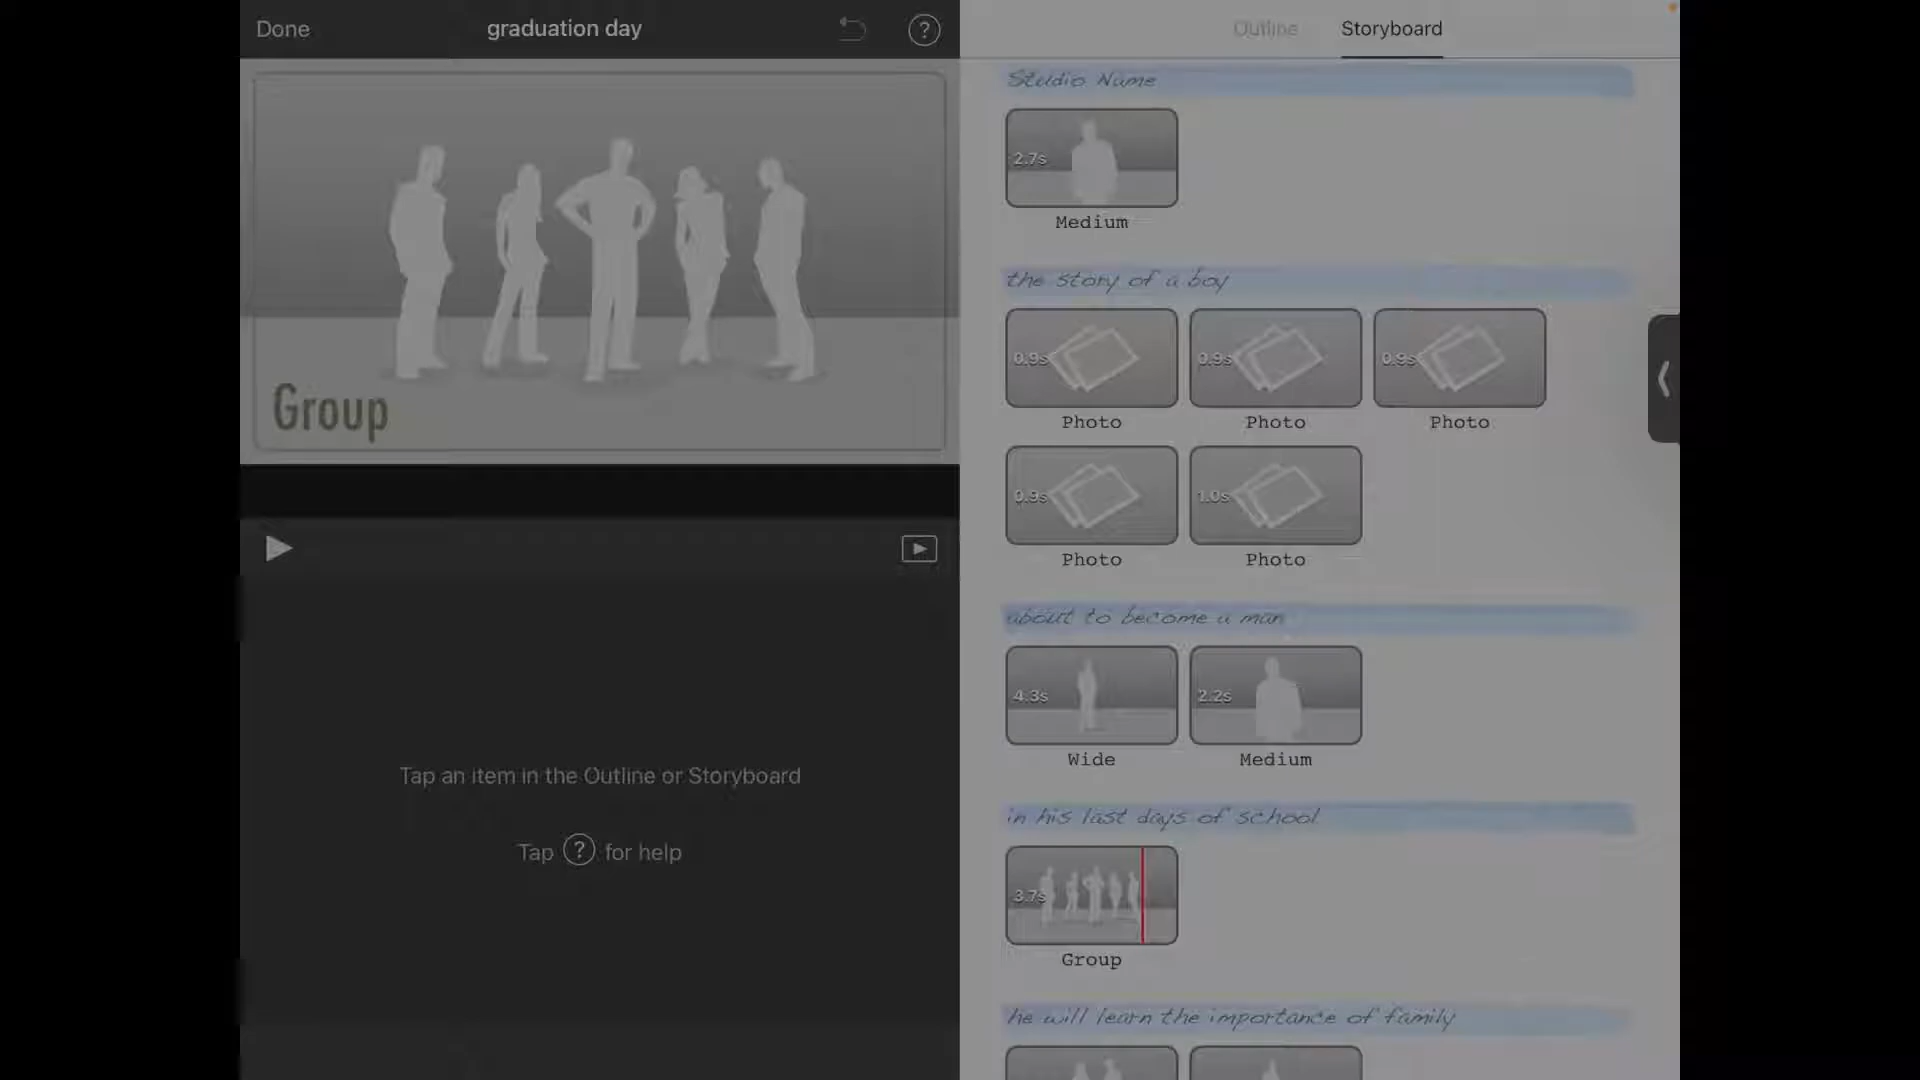 Done
graduation day
?
Group
Tap an item in the Outline or Storyboard
Tap ? for help
Outline
Storyboard
Studio Name
2.7s
Medium
the story of a boy
0.9s
0.9s
0.9s
Photo
Photo
Photo
0.9s
1.0s
Photo
Photo
about to become a man
4.3s
2.2s
Wide
Medium
in his last days of school
3.7s
Group
he will learn the importance of family